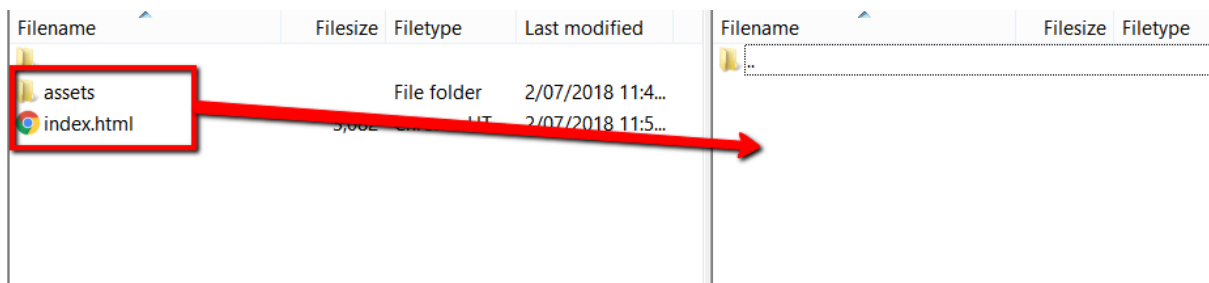 Filename Filesize Filetype Last modified Filename Filesize Filetype
..
assets File folder 2/07/2018 11:4...
index.html 2/07/2018 11:5...